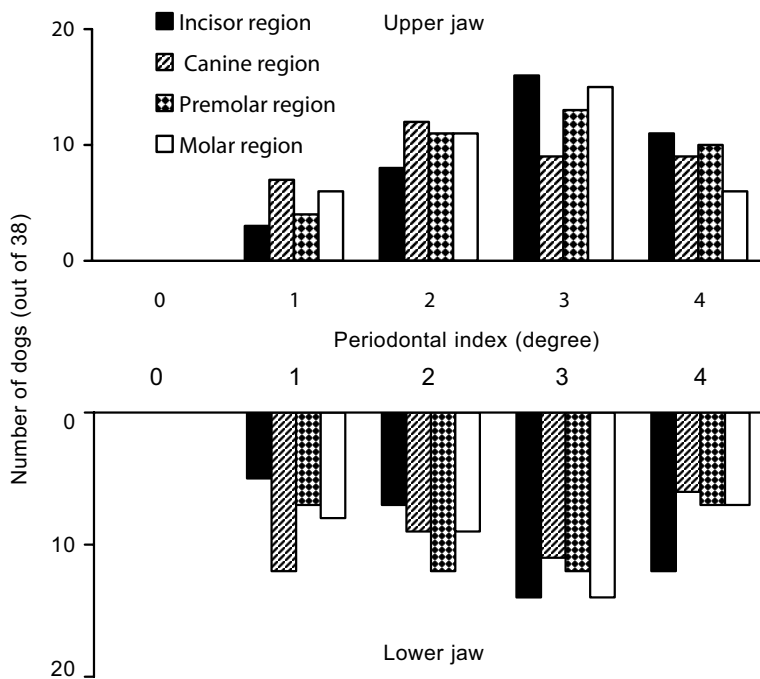 20
Incisor region
Upper jaw
Canine region
Premolar region
10
Molar region
0
0 1 2 3 4
Periodontal index (degree)
Number of dogs (out of 38)
0 1 2 3 4
0
10
Lower jaw
20